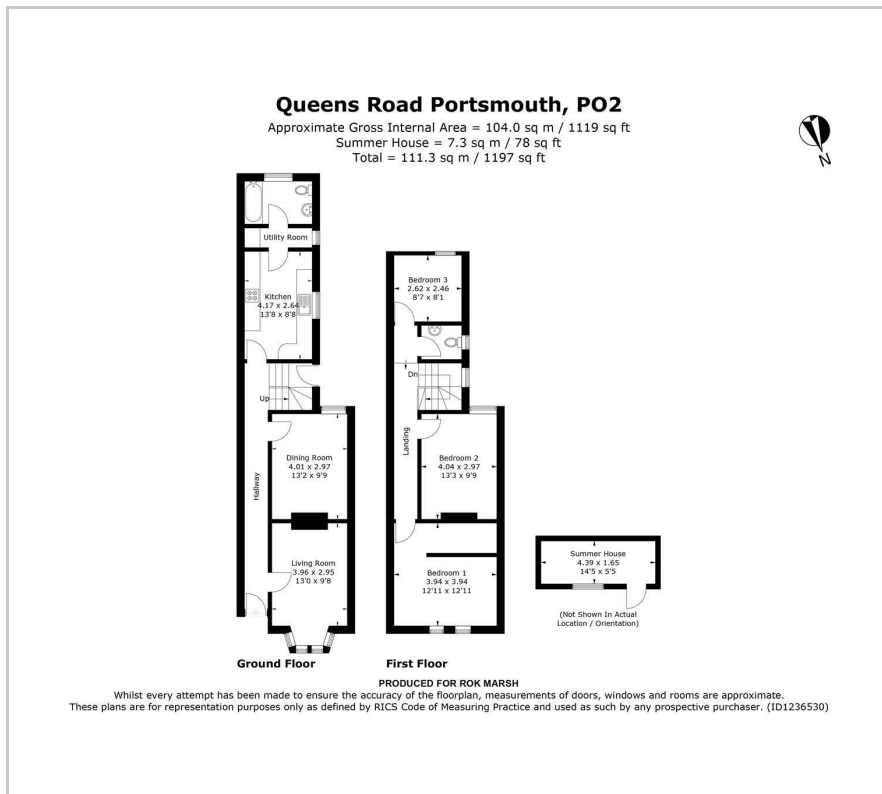 Queens Road Portsmouth, PO2
Approximate Gross Internal Area = 104.0 sq m / 1119 sq ft
Summer House = 7.3 sq m / 78 sq ft
Total = 111.3 sq m / 1197 sq ft
N
Utility Room
Kitchen
4.17 x 2.64
13'8 x 8'8
Up
Hallway
Dining Room
4.01 x 2.97
13'2 x 9'9
Living Room
3.96 x 2.95
13'0 x 9'8
Ground Floor
Bedroom 3
2.62 x 2.46
8'7 x 8'1
Dn
Landing
Bedroom 2
4.04 x 2.97
13'3 x 9'9
Bedroom 1
3.94 x 3.94
12'11 x 12'11
First Floor
Summer House
4.39 x 1.65
14'5 x 5'5
(Not Shown In Actual
Location / Orientation)
PRODUCED FOR ROK MARSH
Whilst every attempt has been made to ensure the accuracy of the floorplan, measurements of doors, windows and rooms are approximate.
These plans are for representation purposes only as defined by RICS Code of Measuring Practice and used as such by any prospective purchaser. (ID1236530)